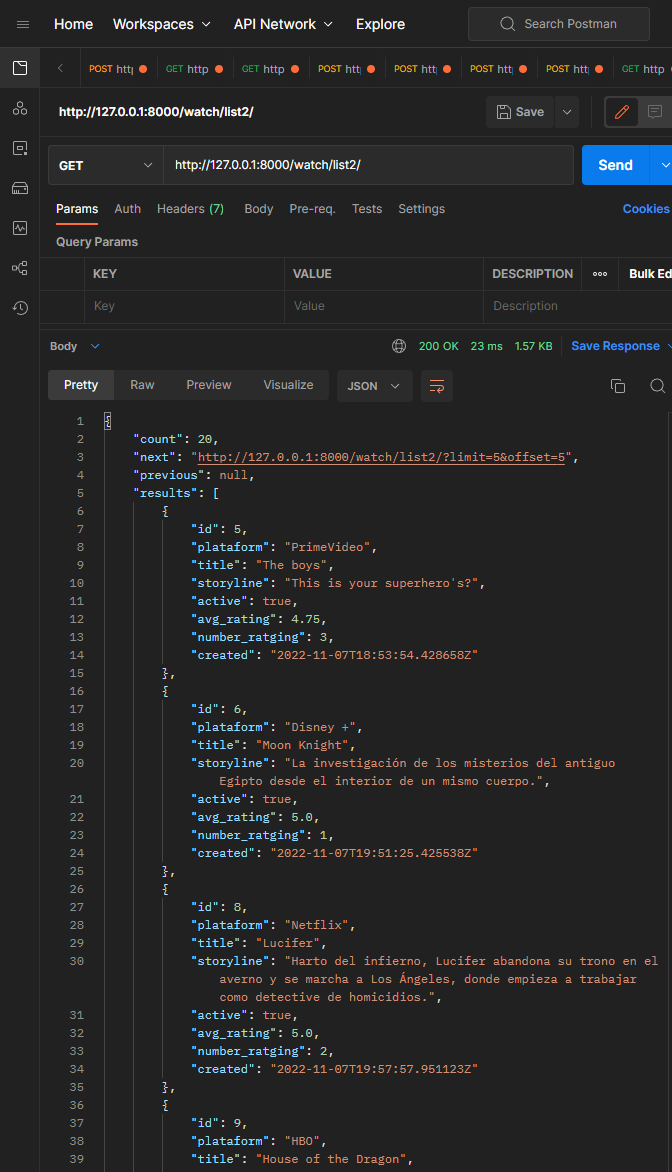 Home Workspaces API Network Explore Search Postman
POST htt GET http GET http POST htt POST htt POST htt POST htt GET http
http://127.0.0.1:8000/watch/list2/ Save
GET http://127.0.0.1:8000/watch/list2/ Send
Params Auth Headers (7) Body Pre-req. Tests Settings Cookies
Query Params
KEY VALUE DESCRIPTION ooo Bulk Ed
Key Value Description
Body 200 OK 23 ms 1.57 KB Save Response
Pretty Raw Preview Visualize JSON
1 {
2 "count": 20,
3 "next": "http://127.0.0.1:8000/watch/list2/?limit=5&offset=5",
4 "previous": null,
5 "results": [
6 {
7 "id": 5,
8 "plataform": "PrimeVideo",
9 "title": "The boys",
10 "storyline": "This is your superhero's?",
11 "active": true,
12 "avg_rating": 4.75,
13 "number_ratging": 3,
14 "created": "2022-11-07T18:53:54.428658Z"
15 },
16 {
17 "id": 6,
18 "plataform": "Disney +",
19 "title": "Moon Knight",
20 "storyline": "La investigación de los misterios del antiguo
Egipto desde el interior de un mismo cuerpo.",
21 "active": true,
22 "avg_rating": 5.0,
23 "number_ratging": 1,
24 "created": "2022-11-07T19:51:25.425538Z"
25 },
26 {
27 "id": 8,
28 "plataform": "Netflix",
29 "title": "Lucifer",
30 "storyline": "Harto del infierno, Lucifer abandona su trono en el
averno y se marcha a Los Ángeles, donde empieza a trabajar
como detective de homicidios.",
31 "active": true,
32 "avg_rating": 5.0,
33 "number_ratging": 2,
34 "created": "2022-11-07T19:57:57.951123Z"
35 },
36 {
37 "id": 9,
38 "plataform": "HBO",
39 "title": "House of the Dragon",